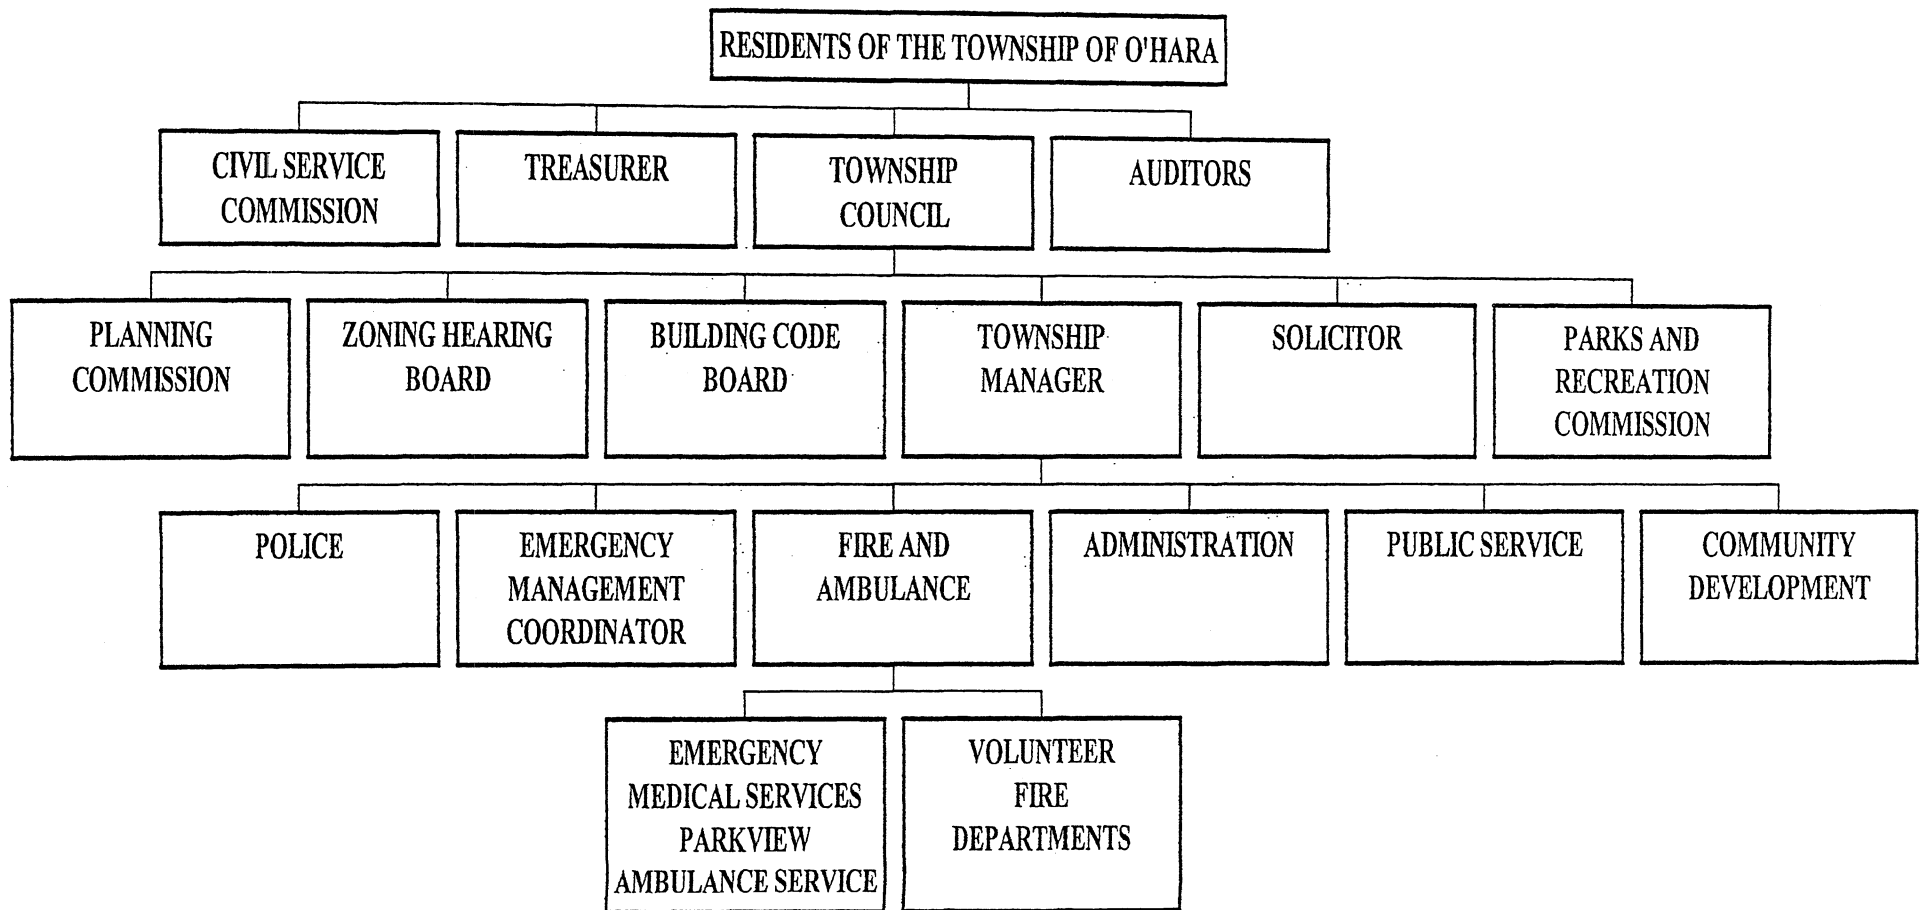 RESIDENTS OF THE TOWNSHIP OF O'HARA
CIVIL SERVICE
COMMISSION
TREASURER
TOWNSHIP
COUNCIL
AUDITORS
PLANNING
COMMISSION
ZONING HEARING
BOARD
BUILDING CODE
BOARD
TOWNSHIP
MANAGER
SOLICITOR
PARKS AND
RECREATION
COMMISSION
POLICE
EMERGENCY
MANAGEMENT
COORDINATOR
FIRE AND
AMBULANCE
ADMINISTRATION
PUBLIC SERVICE
COMMUNITY
DEVELOPMENT
EMERGENCY
MEDICAL SERVICES
PARKVIEW
AMBULANCE SERVICE
VOLUNTEER
FIRE
DEPARTMENTS